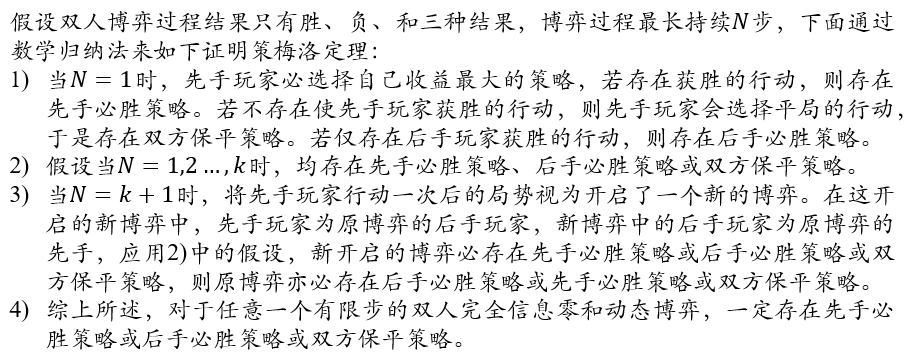 假设双人博弈过程结果只有胜、负、和三种结果，博弈过程最长持续N步，下面通过
数学归纳法来如下证明策梅洛定理：
1) 当N = 1时，先手玩家必选择自己收益最大的策略，若存在获胜的行动，则存在
先手必胜策略。若不存在使先手玩家获胜的行动，则先手玩家会选择平局的行动，
于是存在双方保平策略。若仅存在后手玩家获胜的行动，则存在后手必胜策略。
2) 假设当N = 1,2 …, k时，均存在先手必胜策略、后手必胜策略或双方保平策略。
3) 当N = k + 1时，将先手玩家行动一次后的局势视为开启了一个新的博弈。在这开
启的新博弈中，先手玩家为原博弈的后手玩家，新博弈中的后手玩家为原博弈的
先手，应用2)中的假设，新开启的博弈必存在先手必胜策略或后手必胜策略或双
方保平策略，则原博弈亦必存在后手必胜策略或先手必胜策略或双方保平策略。
4) 综上所述，对于任意一个有限步的双人完全信息零和动态博弈，一定存在先手必
胜策略或后手必胜策略或双方保平策略。